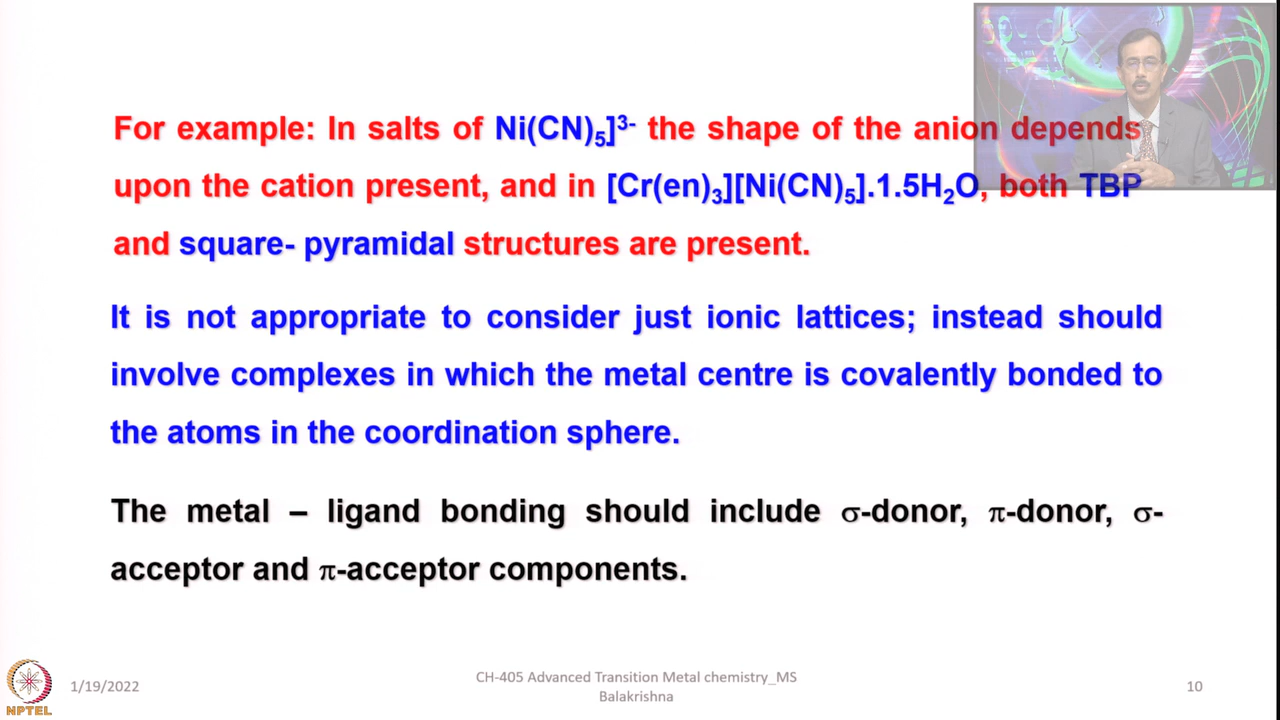 For example: In salts of Ni(CN)₅]³⁻ the shape of the anion depends
upon the cation present, and in [Cr(en)₃][Ni(CN)₅].1.5H₂O, both TBP
and square- pyramidal structures are present.
It is not appropriate to consider just ionic lattices; instead should
involve complexes in which the metal centre is covalently bonded to
the atoms in the coordination sphere.
The metal – ligand bonding should include σ-donor, π-donor, σ-
acceptor and π-acceptor components.
NPTEL
1/19/2022
CH-405 Advanced Transition Metal chemistry_MS
Balakrishna
10